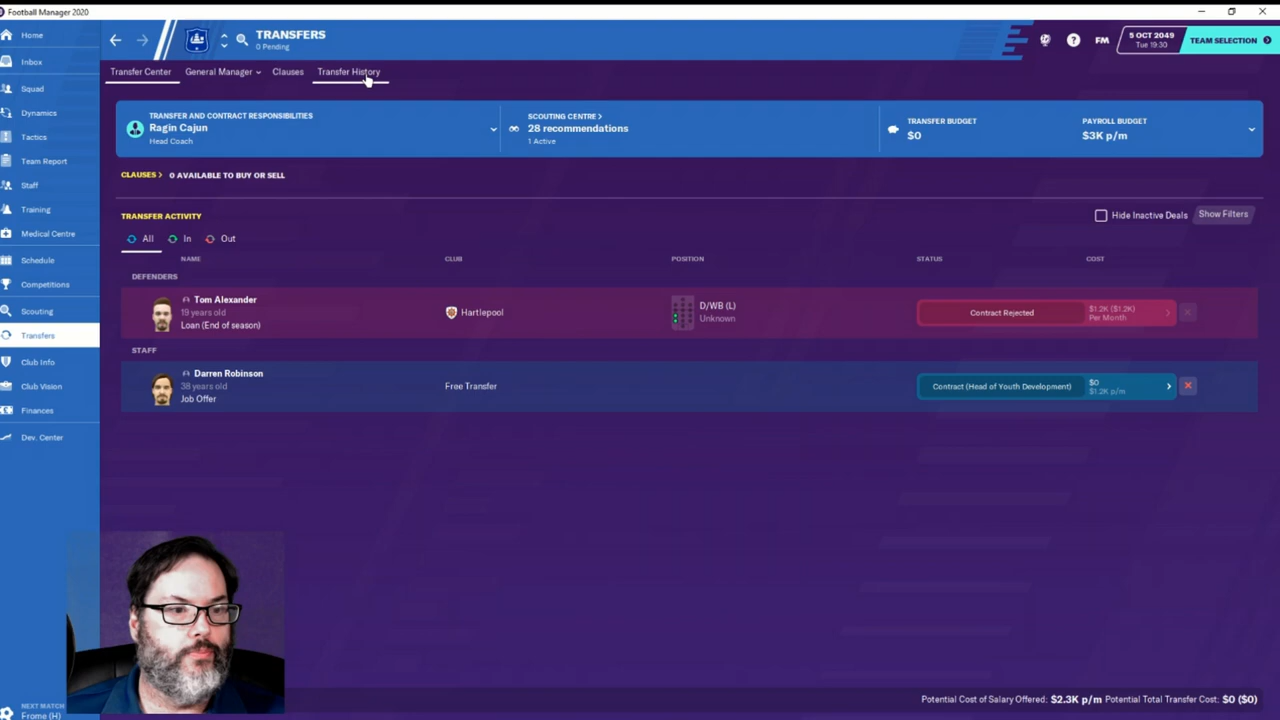 Football Manager 2020
Home
Inbox
Squad
Dynamics
Tactics
Team Report
Staff
Training
Medical Centre
Schedule
Competitions
Scouting
Transfers
Club Info
Club Vision
Finances
Dev. Center
NEXT MATCH
Frome (H)
TRANSFERS
0 Pending
FM
5 OCT 2049
Tue 19:30
TEAM SELECTION
Transfer Center
General Manager
Clauses
Transfer History
TRANSFER AND CONTRACT RESPONSIBILITIES
Ragin Cajun
Head Coach
SCOUTING CENTRE >
28 recommendations
1 Active
TRANSFER BUDGET
$0
PAYROLL BUDGET
$3K p/m
CLAUSES > 0 AVAILABLE TO BUY OR SELL
TRANSFER ACTIVITY
Hide Inactive Deals
Show Filters
All
In
Out
NAME
CLUB
POSITION
STATUS
COST
DEFENDERS
Tom Alexander
19 years old
Loan (End of season)
Hartlepool
D/WB (L)
Unknown
Contract Rejected
$1.2K ($1.2K)
Per Month
STAFF
Darren Robinson
38 years old
Job Offer
Free Transfer
Contract (Head of Youth Development)
$0
$1.2K p/m
Potential Cost of Salary Offered: $2.3K p/m Potential Total Transfer Cost: $0 ($0)